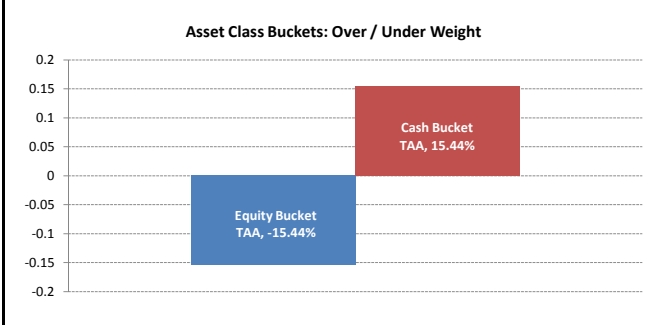 Asset Class Buckets: Over / Under Weight
0.2
0.15
0.1
0.05
0
-0.05
-0.1
-0.15
-0.2
Cash Bucket
TAA, 15.44%
Equity Bucket
TAA, -15.44%